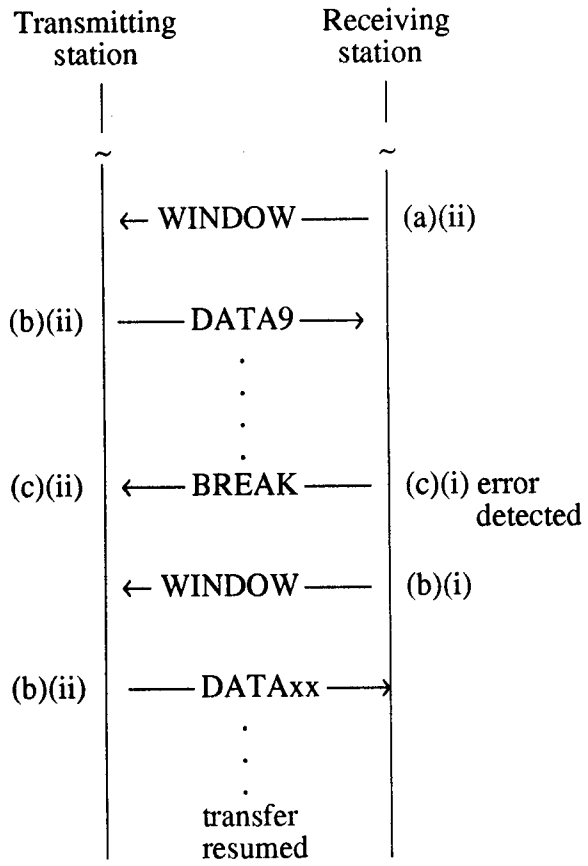 Transmitting station
Receiving station
~ ~
← WINDOW — (a)(ii)
(b)(ii) — DATA9 →
(c)(ii) ← BREAK — (c)(i) error detected
← WINDOW — (b)(i)
(b)(ii) — DATAxx →
transfer
resumed